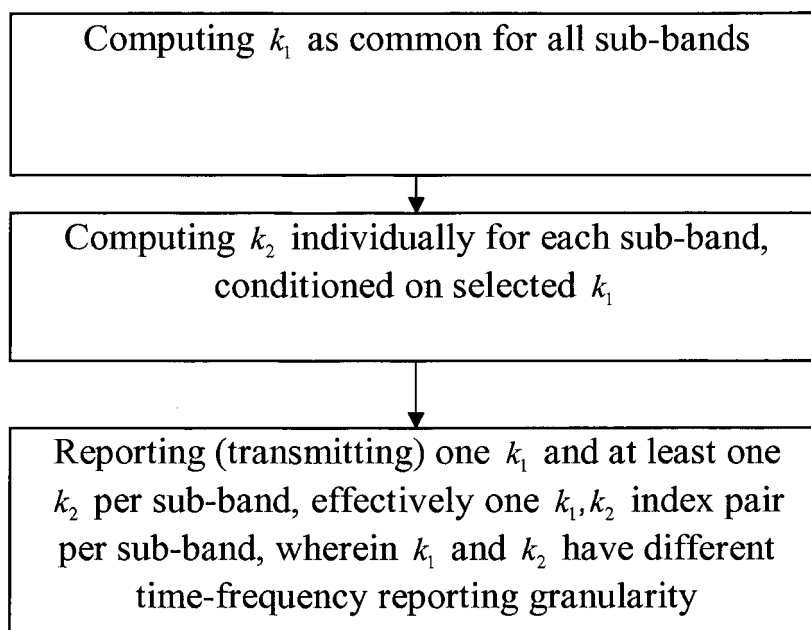 Computing k₁ as common for all sub-bands
Computing k₂ individually for each sub-band,
conditioned on selected k₁
Reporting (transmitting) one k₁ and at least one
k₂ per sub-band, effectively one k₁,k₂ index pair
per sub-band, wherein k₁ and k₂ have different
time-frequency reporting granularity